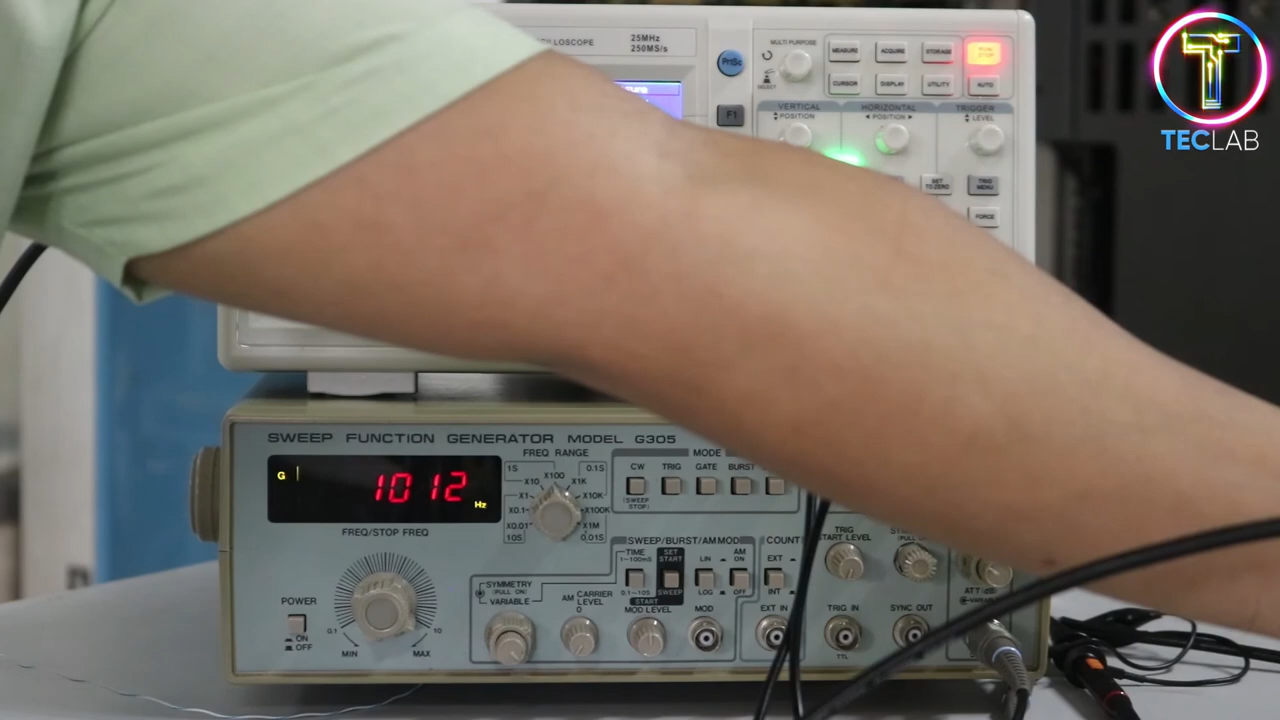 LOSCOPE
25MHz
250MS/s
PrtSc
F1
MULTI PURPOSE
SELECT
MEASURE
ACQUIRE
STORAGE
RUN/
STOP
CURSOR
DISPLAY
UTILITY
AUTO
VERTICAL
HORIZONTAL
TRIGGER
POSITION
◄ POSITION ►
LEVEL
SET
TO ZERO
TRIG
MENU
FORCE
T
TECLAB
SWEEP FUNCTION GENERATOR MODEL G305
G
1012
Hz
FREQ/STOP FREQ
FREQ RANGE
1S
0.1S
X10
X100
X1K
X1
X10K
X0.1
X100K
X0.01
X1M
10S
0.01S
MODE
CW
TRIG
GATE
BURST
(SWEEP
STOP)
POWER
ON
OFF
0.1
10
MIN
MAX
SWEEP/BURST/AM MOD
TIME
1~100mS
0.1~10S
SET
START
SWEEP
START
LIN
LOG
AM
ON
OFF
COUNT
EXT
INT
SYMMETRY
(PULL ON)
VARIABLE
AM CARRIER
LEVEL
0
MOD LEVEL
MOD
EXT IN
TRIG
START LEVEL
TRIG IN
TTL
SYNC OUT
ATT